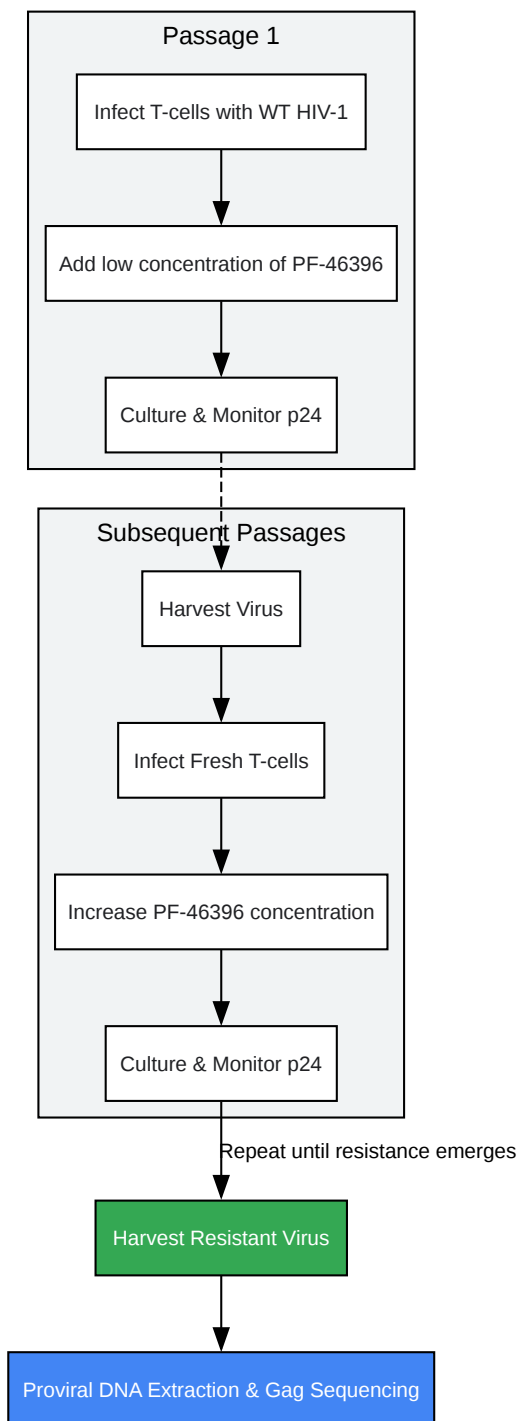 Passage 1
Infect T-cells with WT HIV-1
Add low concentration of PF-46396
Culture & Monitor p24
Subsequent Passages
Harvest Virus
Infect Fresh T-cells
Increase PF-46396 concentration
Culture & Monitor p24
Repeat until resistance emerges
Harvest Resistant Virus
Proviral DNA Extraction & Gag Sequencing